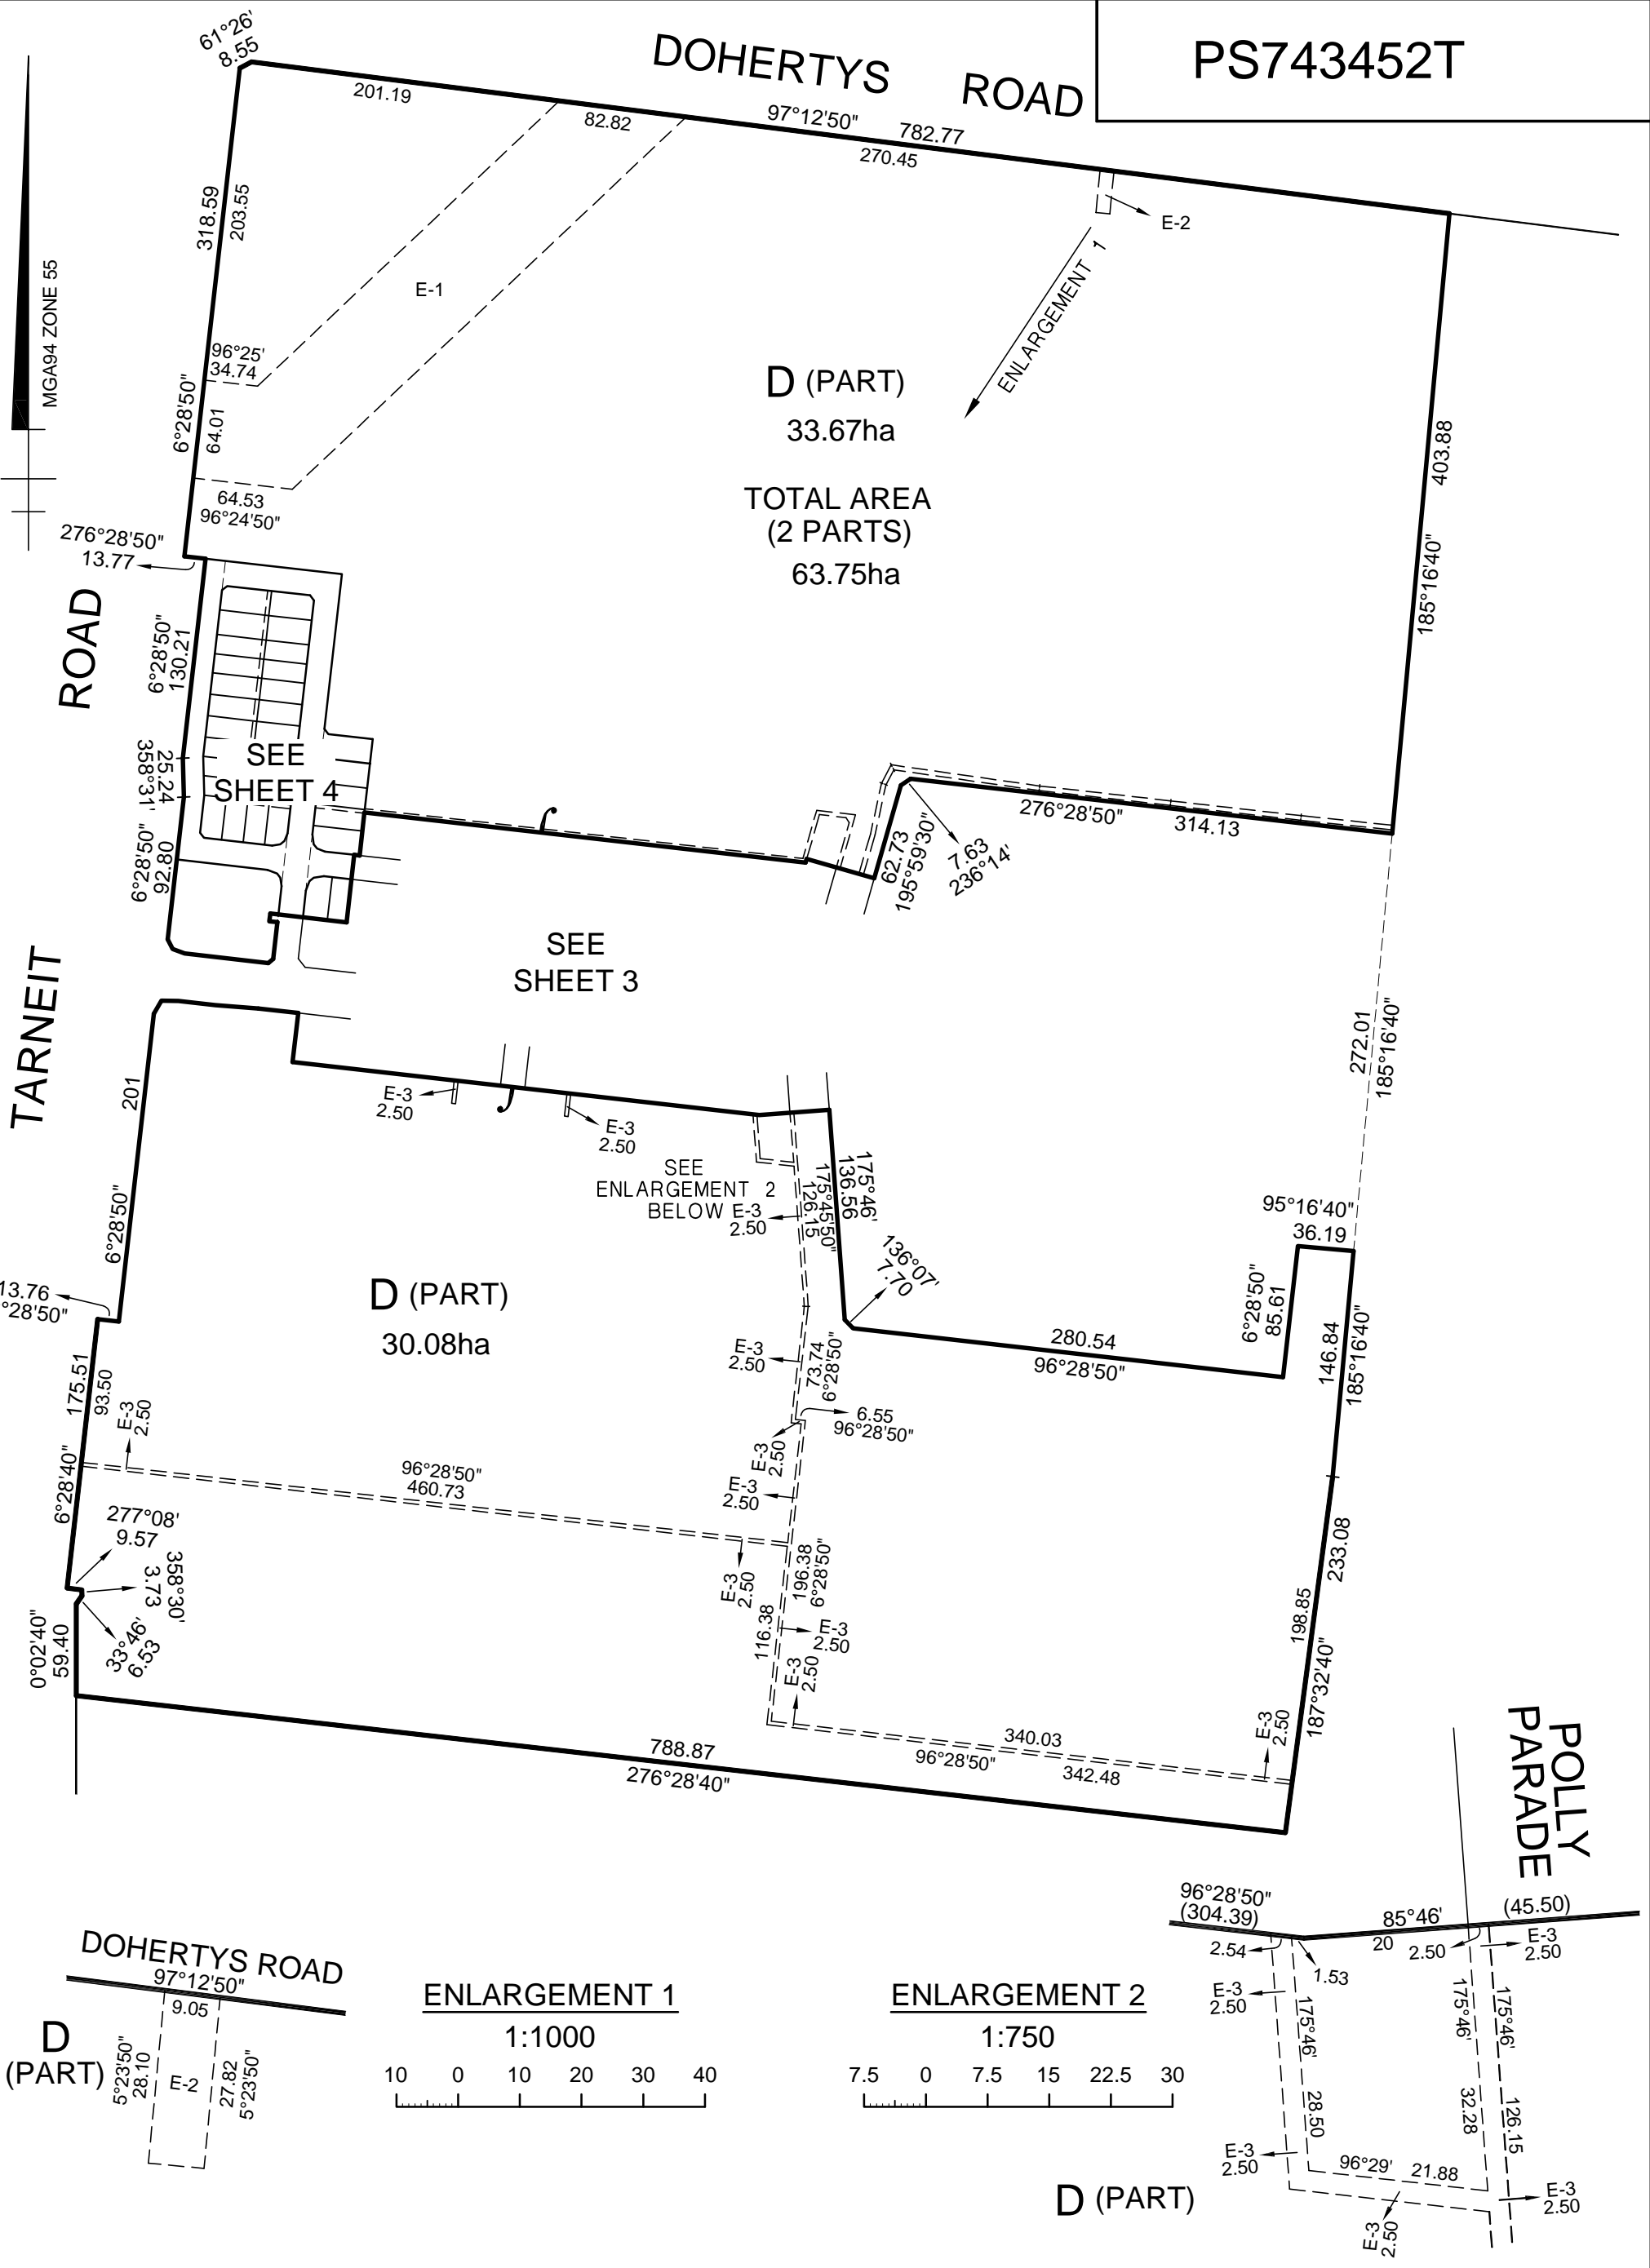 PS743452T
DOHERTYS ROAD
61°26'
8.55
201.19
82.82
97°12'50"
782.77
270.45
E-2
ENLARGEMENT 1
318.59
203.55
MGA94 ZONE 55
E-1
96°25'
34.74
6°28'50"
64.01
64.53
96°24'50"
D (PART)
33.67ha
TOTAL AREA
(2 PARTS)
63.75ha
403.88
185°16'40"
276°28'50"
13.77
ROAD
6°28'50"
130.21
25.24
358°31'
SEE
SHEET 4
6°28'50"
92.80
276°28'50"
314.13
62.73
195°59'30"
7.63
236°14'
SEE
SHEET 3
TARNEIT
272.01
185°16'40"
201
6°28'50"
E-3
2.50
E-3
2.50
SEE
ENLARGEMENT 2
BELOW
E-3
2.50
126.15
175°45'50"
136.56
175°46'
136°07'
7.70
95°16'40"
36.19
6°28'50"
85.61
146.84
185°16'40"
13.76
°28'50"
D (PART)
30.08ha
280.54
96°28'50"
E-3
2.50
73.74
6°28'50"
6.55
96°28'50"
E-3
2.50
E-3
2.50
175.51
93.50
E-3
2.50
6°28'40"
96°28'50"
460.73
277°08'
9.57
358°30'
3.73
33°46'
6.53
0°02'40"
59.40
E-3
2.50
196.38
6°28'50"
116.38
E-3
2.50
E-3
2.50
233.08
198.85
187°32'40"
E-3
2.50
340.03
96°28'50"
342.48
788.87
276°28'40"
POLLY
PARADE
DOHERTYS ROAD
97°12'50"
9.05
D
(PART)
5°23'50"
28.10
E-2
27.82
5°23'50"
ENLARGEMENT 1
1:1000
10 0 10 20 30 40
ENLARGEMENT 2
1:750
7.5 0 7.5 15 22.5 30
96°28'50"
(304.39)
85°46'
(45.50)
2.54
1.53
20
2.50
E-3
2.50
E-3
2.50
175°46'
28.50
175°46'
32.28
175°46'
126.15
E-3
2.50
96°29'
21.88
E-3
2.50
E-3
2.50
D (PART)